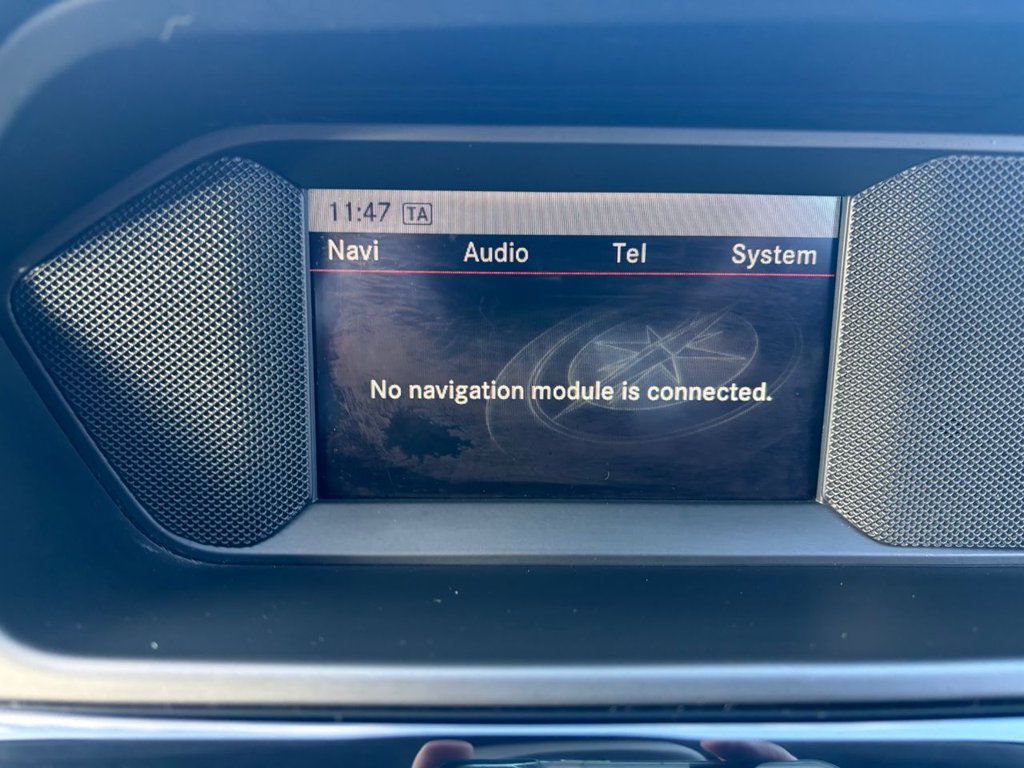 11:47 TA
Navi Audio Tel System
No navigation module is connected.